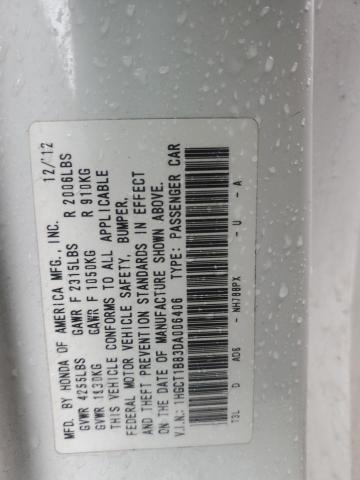 MFD. BY HONDA OF AMERICA MFG., INC. 12/12
GVWR 4255LBS GAWR F 2315LBS R 2006LBS
GVWR 1930KG GAWR F 1050KG R 910KG
THIS VEHICLE CONFORMS TO ALL APPLICABLE
FEDERAL MOTOR VEHICLE SAFETY, BUMPER,
AND THEFT PREVENTION STANDARDS IN EFFECT
ON THE DATE OF MANUFACTURE SHOWN ABOVE.
V.I.N.: 1HGCT1B83DA006406 TYPE: PASSENGER CAR
T3L D A06 - NH788PX - U - A